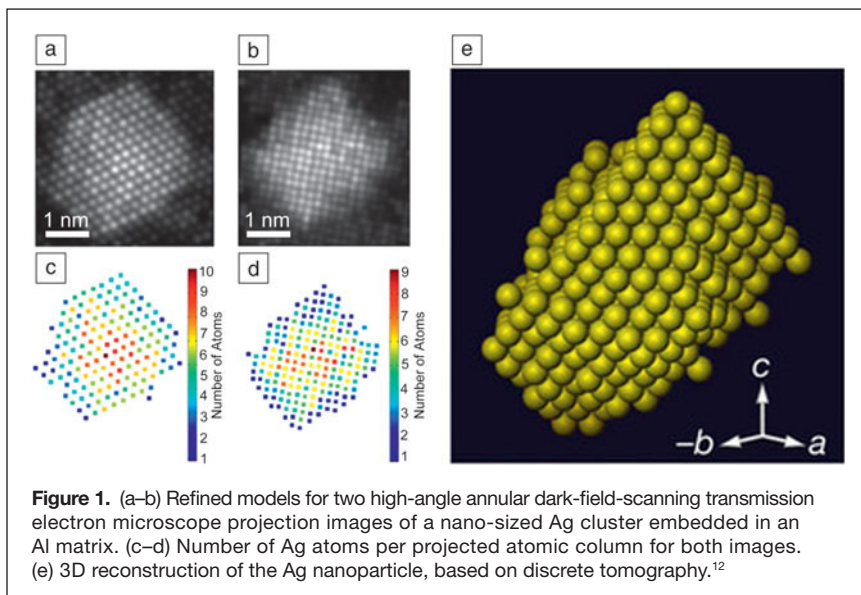 a
b
e
1 nm
1 nm
c
d
10
9
8
7
6
5
4
3
2
1
Number of Atoms
9
8
7
6
5
4
3
2
1
Number of Atoms
c
–b
a
Figure 1. (a–b) Refined models for two high-angle annular dark-field-scanning transmission
electron microscope projection images of a nano-sized Ag cluster embedded in an
Al matrix. (c–d) Number of Ag atoms per projected atomic column for both images.
(e) 3D reconstruction of the Ag nanoparticle, based on discrete tomography.12